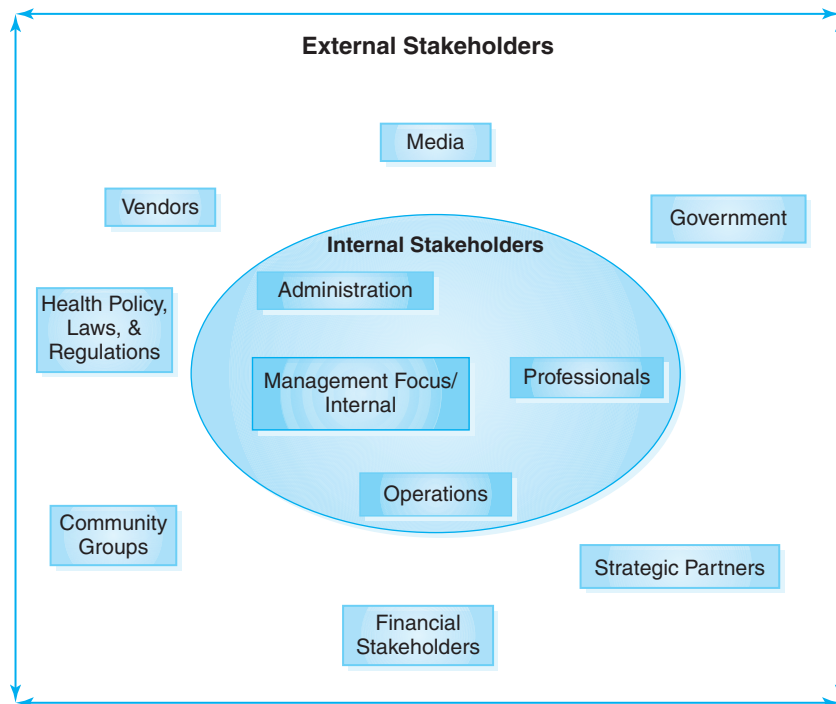 External Stakeholders
Media
Vendors
Government
Internal Stakeholders
Administration
Health Policy,
Laws, &
Regulations
Management Focus/
Internal
Professionals
Operations
Community
Groups
Strategic Partners
Financial
Stakeholders